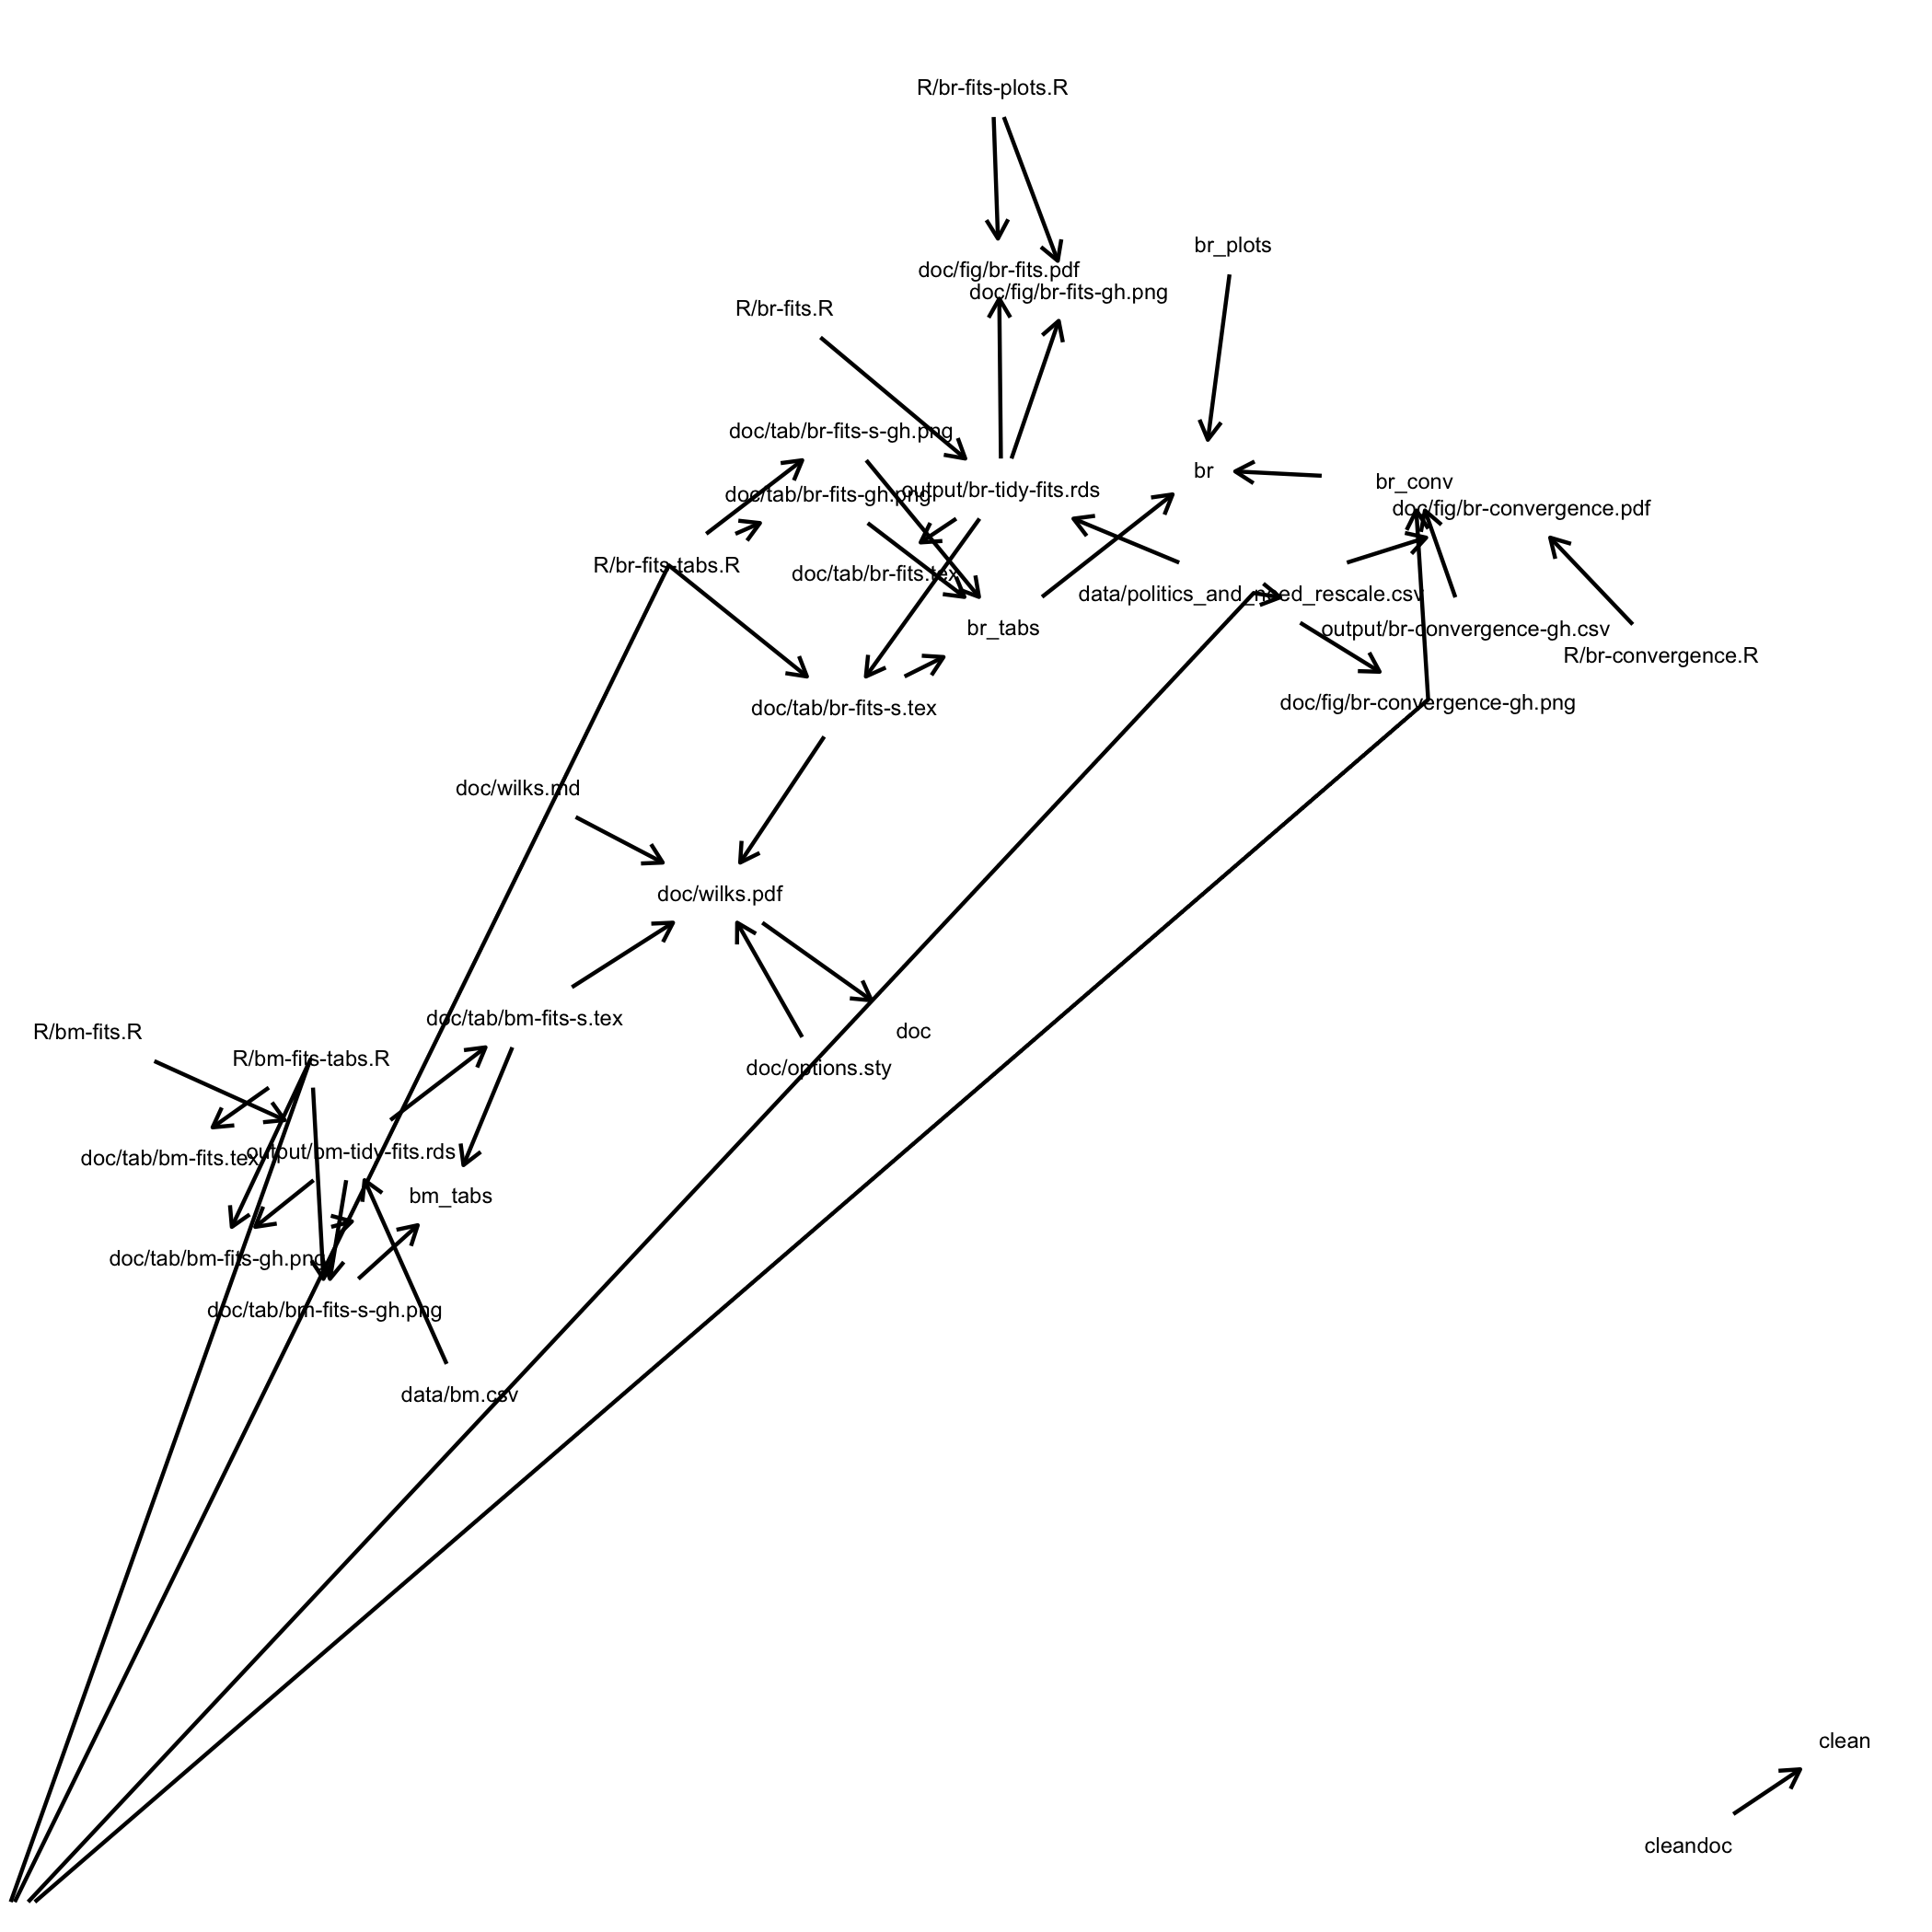 R/br-fits-plots.R
br_plots
doc/fig/br-fits.pdf
doc/fig/br-fits-gh.png
R/br-fits.R
doc/tab/br-fits-s-gh.png
br
br_conv
output/br-tidy-fits.rds
doc/tab/br-fits-gh.png
doc/fig/br-convergence.pdf
R/br-fits-tabs.R
doc/tab/br-fits.tex
data/politics_and_need_rescale.csv
br_tabs
output/br-convergence-gh.csv
R/br-convergence.R
doc/fig/br-convergence-gh.png
doc/tab/br-fits-s.tex
doc/wilks.md
doc/wilks.pdf
doc/tab/bm-fits-s.tex
R/bm-fits.R
doc
R/bm-fits-tabs.R
doc/options.sty
output/bm-tidy-fits.rds
doc/tab/bm-fits.tex
bm_tabs
doc/tab/bm-fits-gh.png
doc/tab/bm-fits-s-gh.png
data/bm.csv
clean
cleandoc